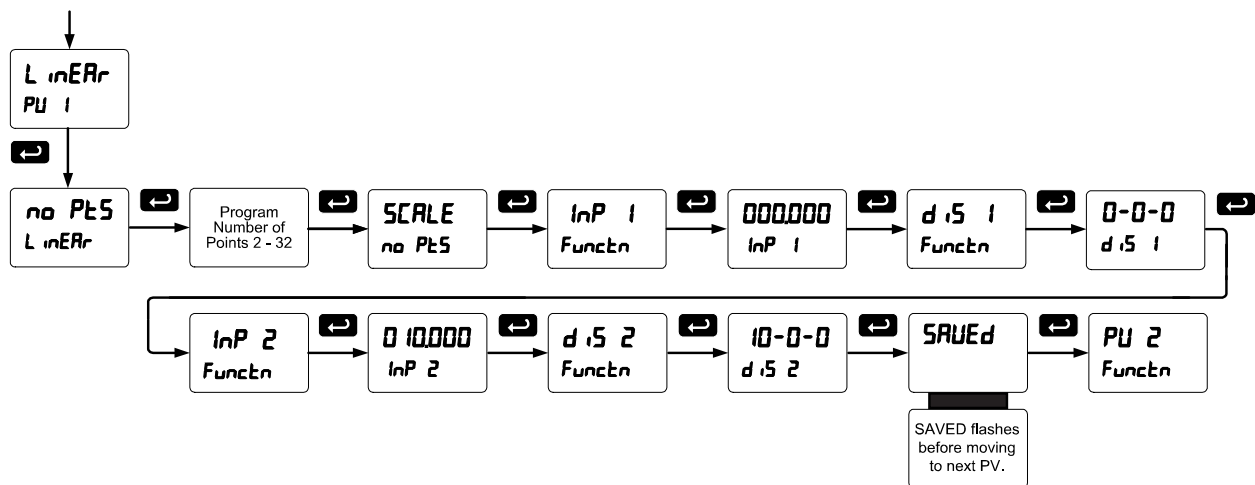 LinEAr
PU 1
no PtS
LinEAr
Program
Number of
Points 2 - 32
SCALE
no PtS
InP 1
Functn
000.000
InP 1
diS 1
Functn
0-0-0
diS 1
InP 2
Functn
010.000
InP 2
diS 2
Functn
10-0-0
diS 2
SAVEd
SAVED flashes
before moving
to next PV.
PU 2
Functn